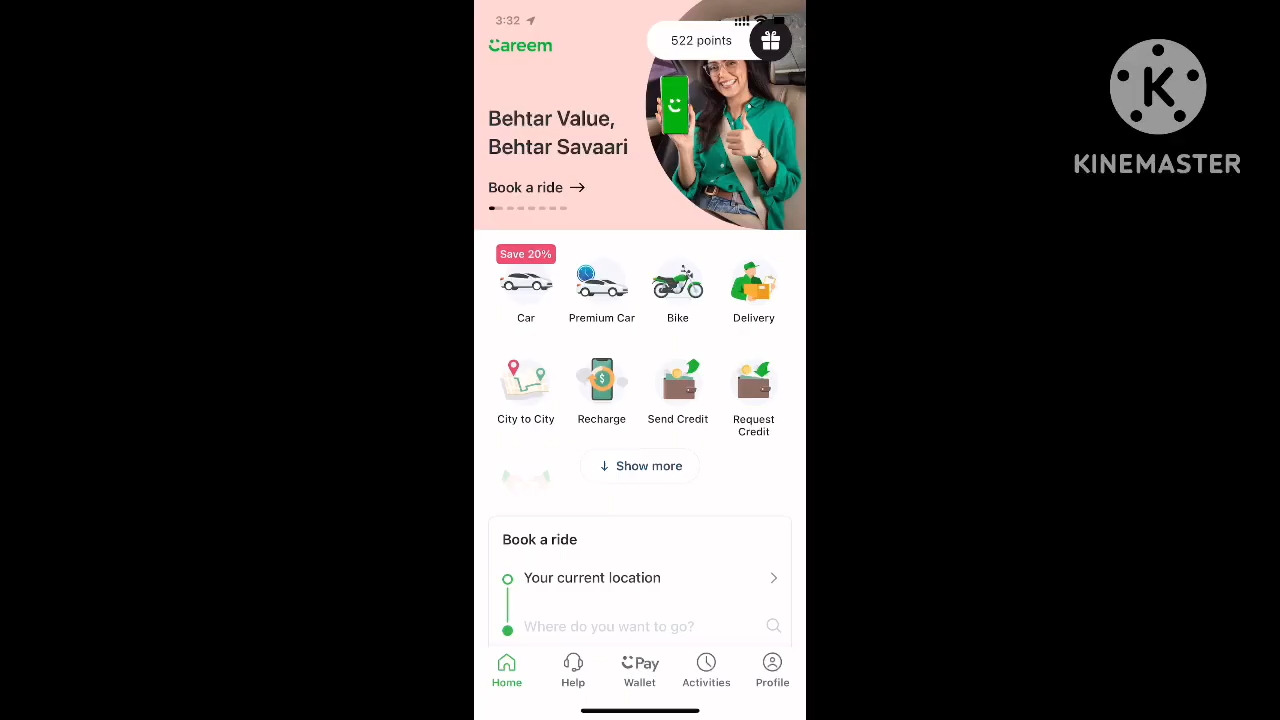 3:32
Careem
522 points
Behtar Value,
Behtar Savaari
Book a ride →
Save 20%
Car
Premium Car
Bike
Delivery
City to City
Recharge
Send Credit
Request
Credit
↓ Show more
Book a ride
Your current location
Where do you want to go?
Home
Help
Pay
Wallet
Activities
Profile
K
KINEMASTER